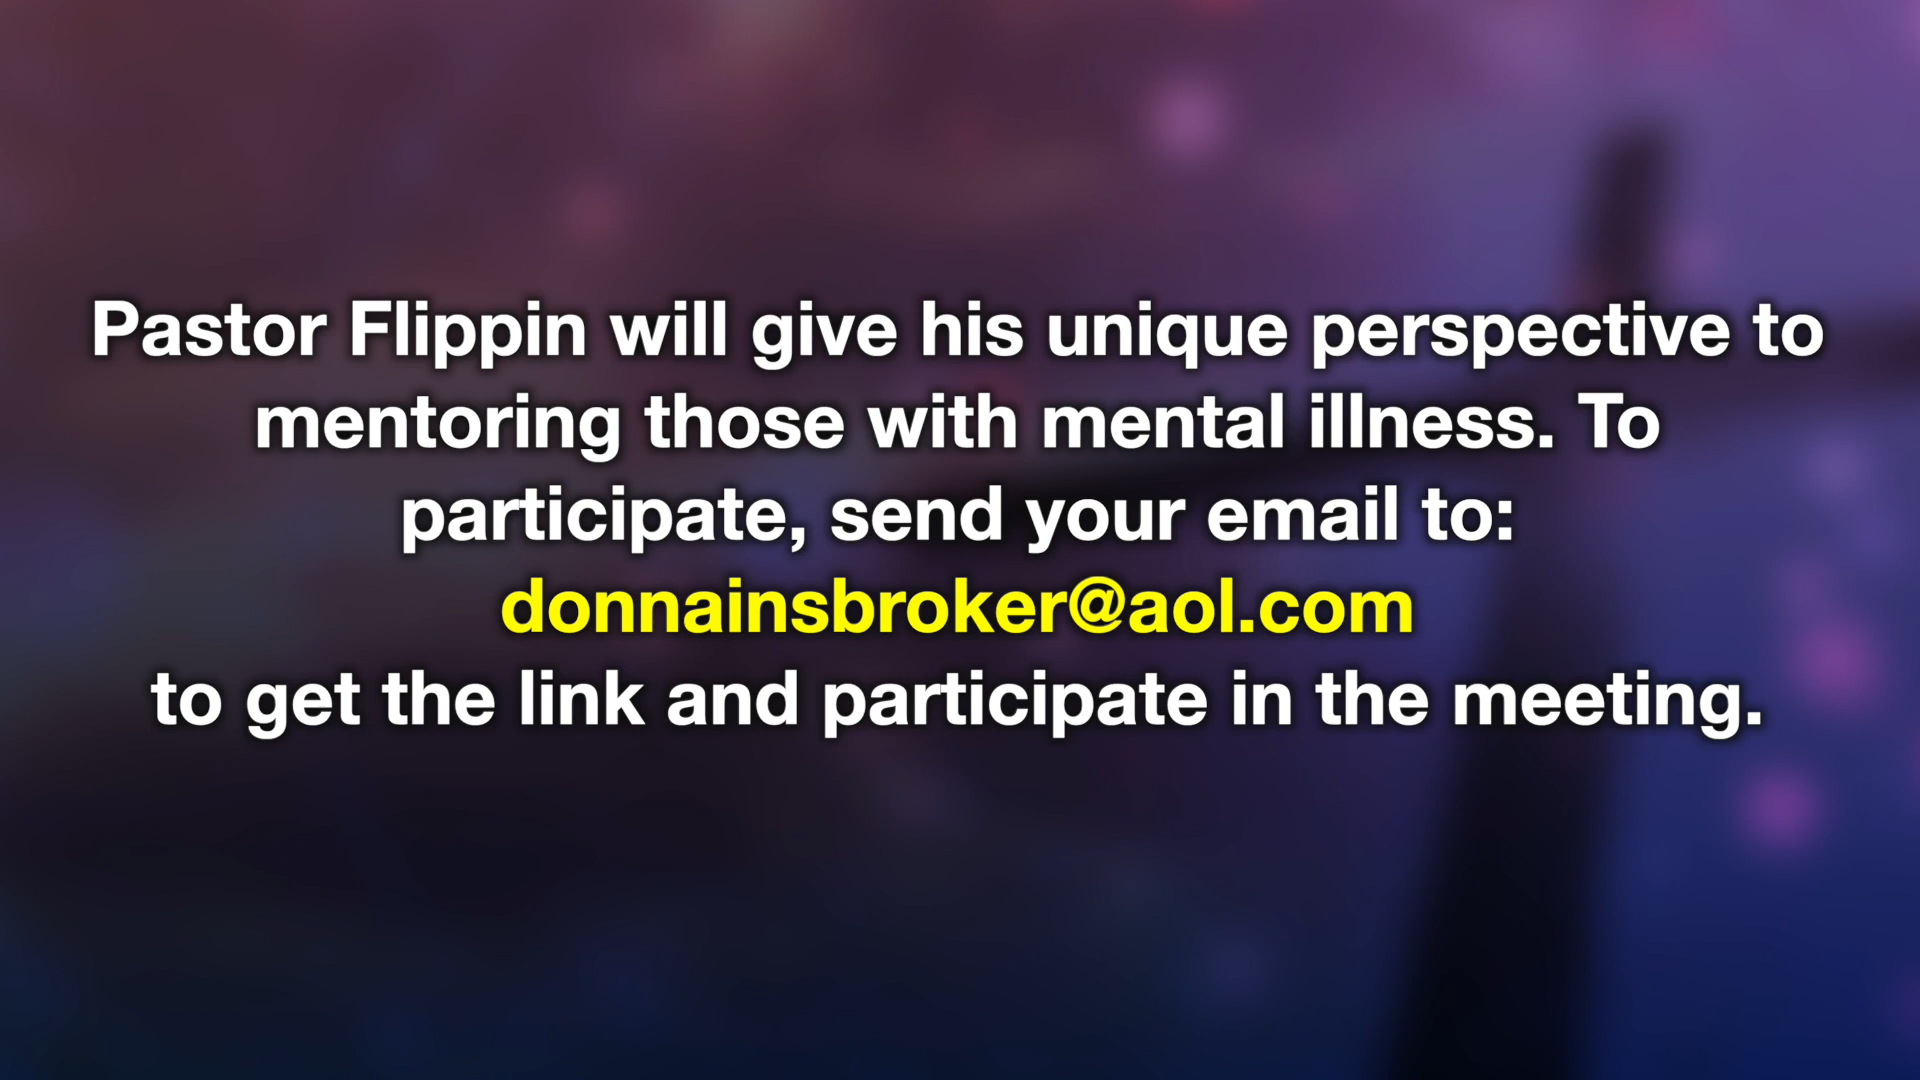 Pastor Flippin will give his unique perspective to
mentoring those with mental illness. To
participate, send your email to:
donnainsbroker@aol.com
to get the link and participate in the meeting.